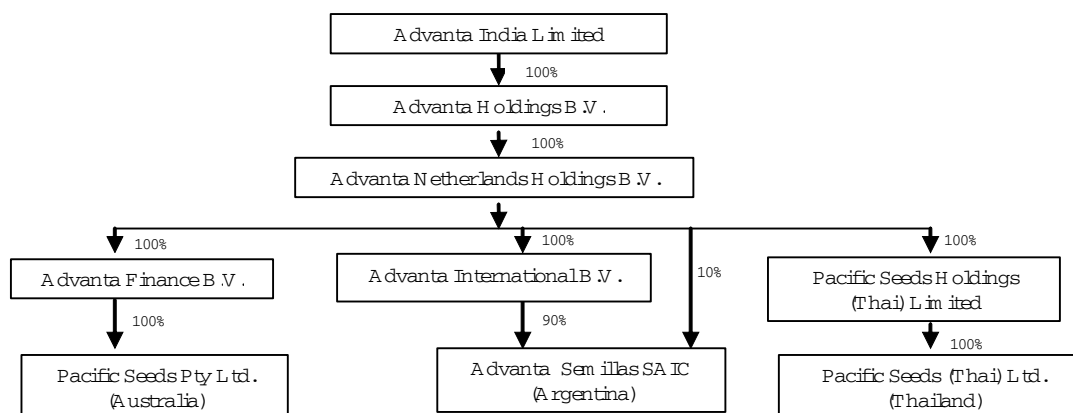 Advanta India Limited
100%
Advanta Holdings B.V.
100%
Advanta Netherlands Holdings B.V.
100%
100%
100%
Advanta Finance B.V.
Advanta International B.V.
10%
Pacific Seeds Holdings
(Thai) Limited
100%
90%
100%
Pacific Seeds Pty Ltd.
(Australia)
Advanta Semillas SAIC
(Argentina)
Pacific Seeds (Thai) Ltd.
(Thailand)